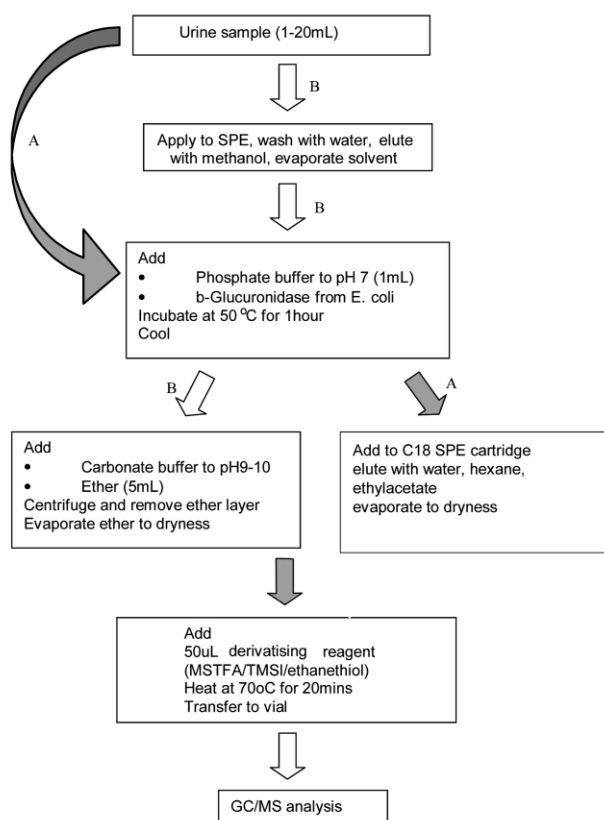 Urine sample (1-20mL)
B
A
Apply to SPE, wash with water, elute
with methanol, evaporate solvent
B
Add
• Phosphate buffer to pH 7 (1mL)
• b-Glucuronidase from E. coli
Incubate at 50 ºC for 1hour
Cool
B
A
Add
• Carbonate buffer to pH9-10
• Ether (5mL)
Centrifuge and remove ether layer
Evaporate ether to dryness
Add to C18 SPE cartridge
elute with water, hexane,
ethylacetate
evaporate to dryness
Add
50uL derivatising reagent
(MSTFA/TMSI/ethanethiol)
Heat at 70oC for 20mins
Transfer to vial
GC/MS analysis